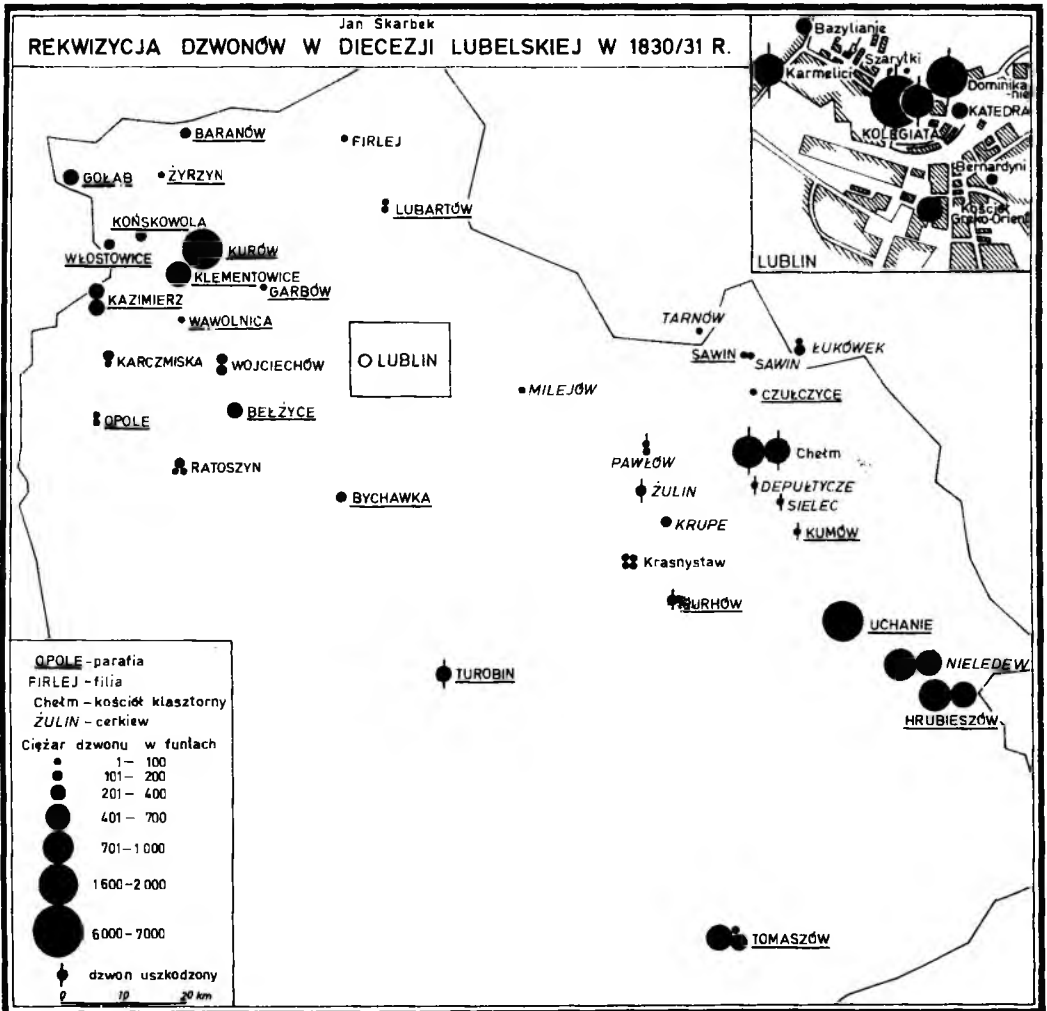 Jan Skarbek
REKWIZYCJA DZWONÓW W DIECEZJI LUBELSKIEJ W 1830/31 R.
Bazylianie
Szarytki
Karmelici
Dominika-
nie
KATEDRA
KOLEGIATA
Bernardyni
Kościół
Greko-Orient
LUBLIN
BARANÓW
FIRLEJ
GOŁAB
ŻYRZYN
LUBARTÓW
KOŃSKOWOLA
WŁOSTOWICE
KURÓW
KLEMENTOWICE
GARBÓW
KAZIMIERZ
WĄWOLNICA
TARNÓW
KARCZMISKA
WOJCIECHÓW
LUBLIN
SAWIN
SAWIN
ŁUKÓWEK
MILEJÓW
CZUŁCZYCE
OPOLE
BEŁŻYCE
Chełm
PAWŁÓW
RATOSZYN
BYCHAWKA
ŻULIN
DEPUŁTYCZE
SIELEC
KRUPE
KUMÓW
Krasnystaw
SURHÓW
UCHANIE
TUROBIN
NIELEDEW
HRUBIESZÓW
TOMASZÓW
OPOLE - parafia
FIRLEJ - filia
Chełm - kościół klasztorny
ŻULIN - cerkiew
Ciężar dzwonu w funtach
1- 100
101- 200
201- 400
401- 700
701-1 000
1600-2 000
6000-7000
dzwon uszkodzony
0 10 20 km